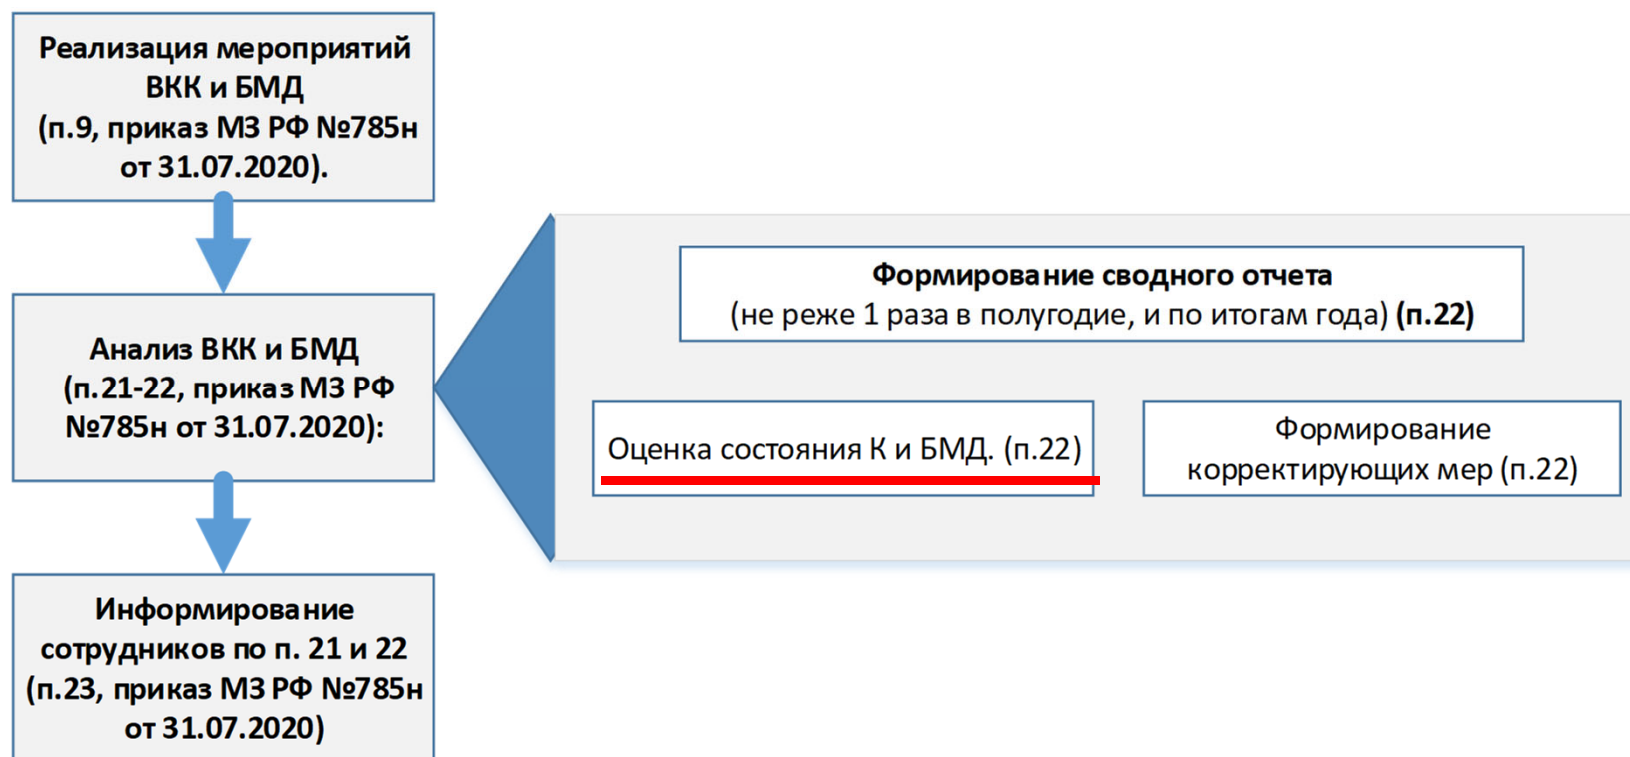 Реализация мероприятий
ВКК и БМД
(п.9, приказ МЗ РФ №785н
от 31.07.2020).
Анализ ВКК и БМД
(п.21-22, приказ МЗ РФ
№785н от 31.07.2020):
Информирование
сотрудников по п. 21 и 22
(п.23, приказ МЗ РФ №785н
от 31.07.2020)
Формирование сводного отчета
(не реже 1 раза в полугодие, и по итогам года) (п.22)
Оценка состояния К и БМД. (п.22)
Формирование
корректирующих мер (п.22)